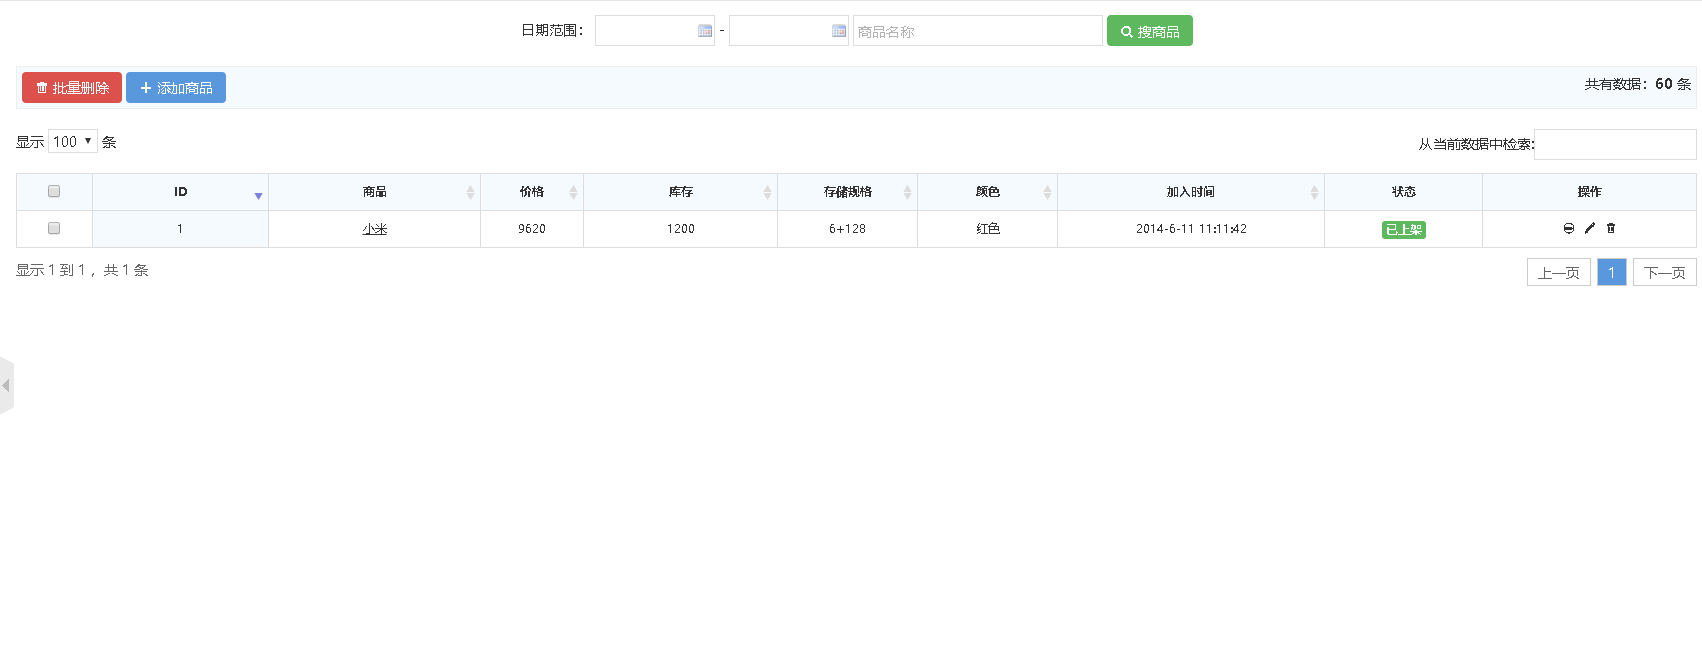 日期范围： - 商品名称 搜商品
批量删除 添加商品 共有数据：60 条
显示 100 条 从当前数据中检索:
ID 商品 价格 库存 存储规格 颜色 加入时间 状态 操作
1 小米 9620 1200 6+128 红色 2014-6-11 11:11:42 已上架
显示 1 到 1 ，共 1 条 上一页 1 下一页